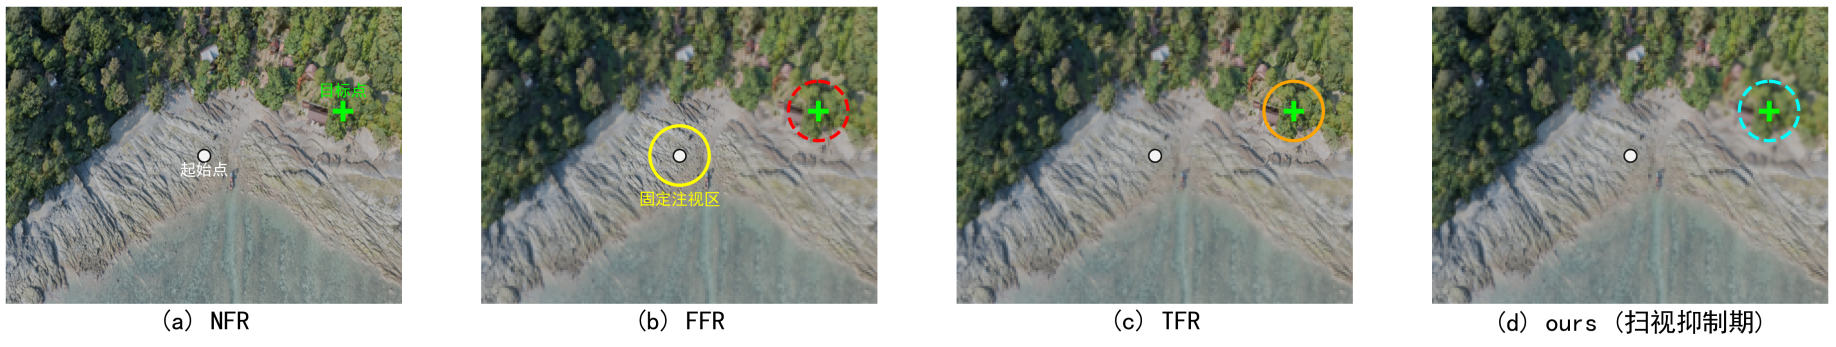 目标点
起始点
固定注视区
(a) NFR
(b) FFR
(c) TFR
(d) ours (扫视抑制期)